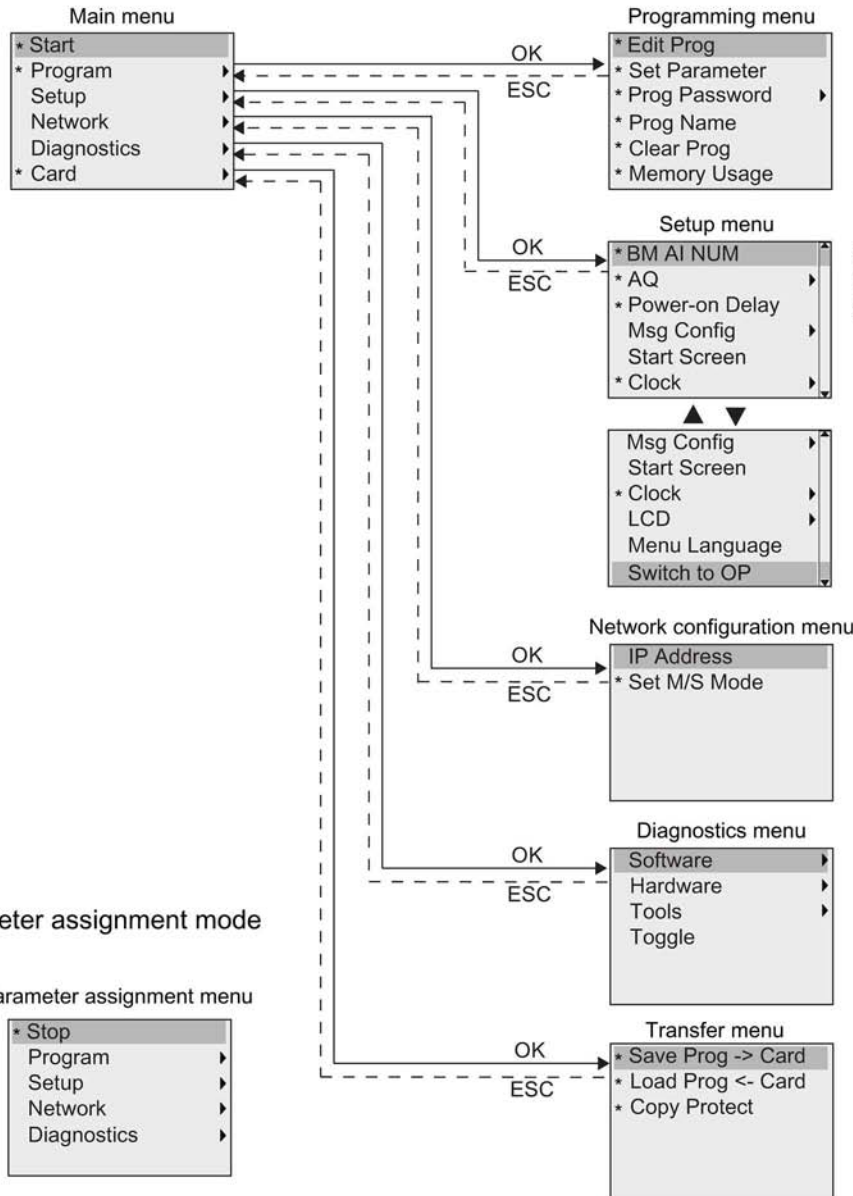 Main menu
* Start
* Program
Setup
Network
Diagnostics
* Card
OK
ESC
Programming menu
* Edit Prog
* Set Parameter
* Prog Password
* Prog Name
* Clear Prog
* Memory Usage
OK
ESC
Setup menu
* BM AI NUM
* AQ
* Power-on Delay
Msg Config
Start Screen
* Clock
Msg Config
Start Screen
* Clock
LCD
Menu Language
Switch to OP
OK
ESC
Network configuration menu
IP Address
* Set M/S Mode
OK
ESC
Diagnostics menu
Software
Hardware
Tools
Toggle
assignment mode
assignment menu
* Stop
Program
Setup
Network
Diagnostics
OK
ESC
Transfer menu
* Save Prog -> Card
* Load Prog <- Card
* Copy Protect